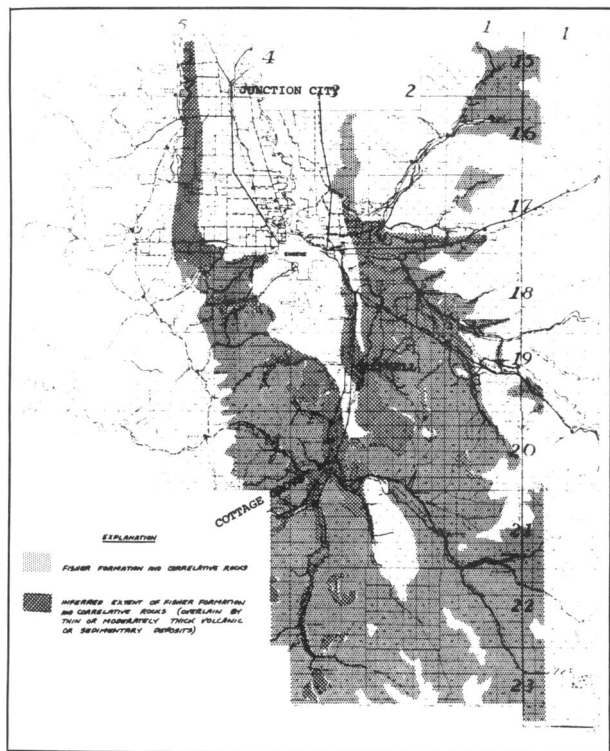 5
4
1
1
JUNCTION CITY
3
2
15
16
17
EUGENE
18
19
20
COTTAGE
21
22
23
EXPLANATION
FISHER FORMATION AND CORRELATIVE ROCKS
INFERRED EXTENT OF FISHER FORMATION
AND CORRELATIVE ROCKS (OVERLAIN BY
THIN OR MODERATELY THICK VOLCANIC
OR SEDIMENTARY DEPOSITS)